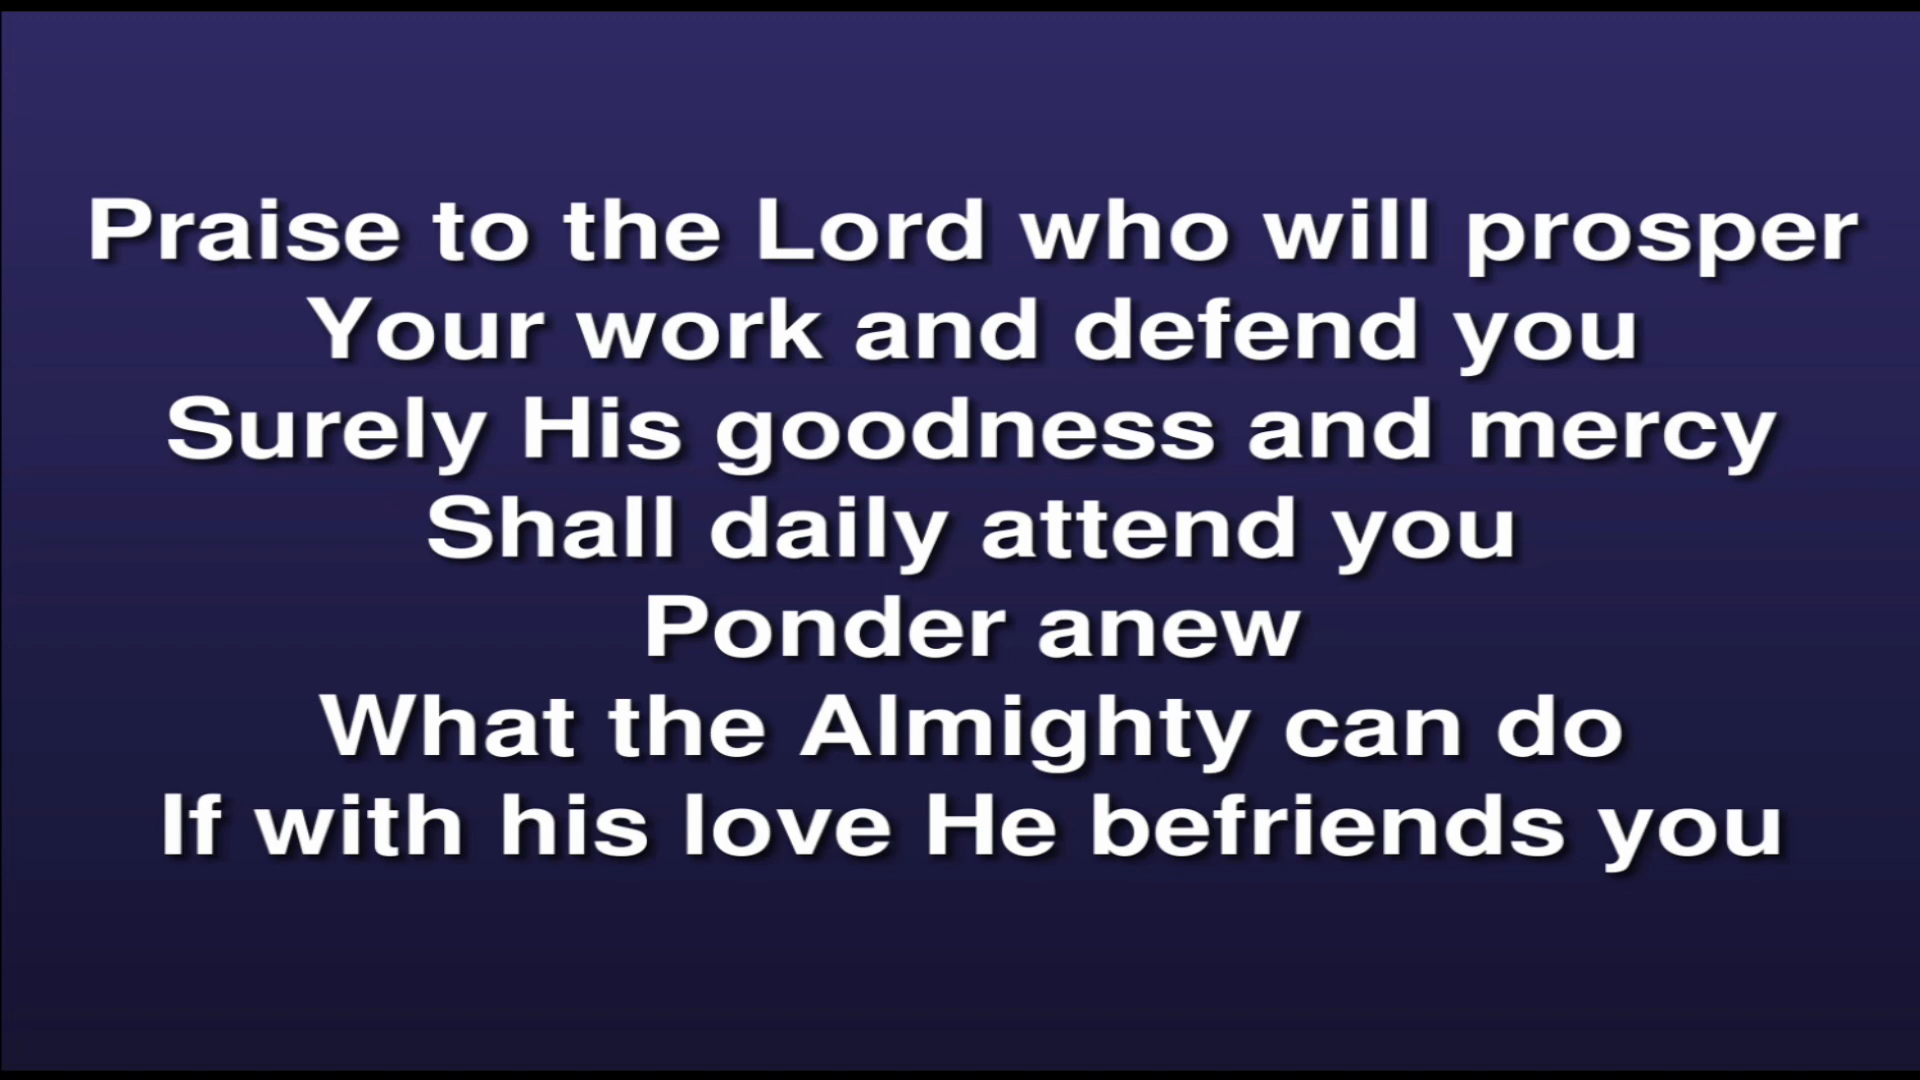 Praise to the Lord who will prosper
Your work and defend you
Surely His goodness and mercy
Shall daily attend you
Ponder anew
What the Almighty can do
If with his love He befriends you